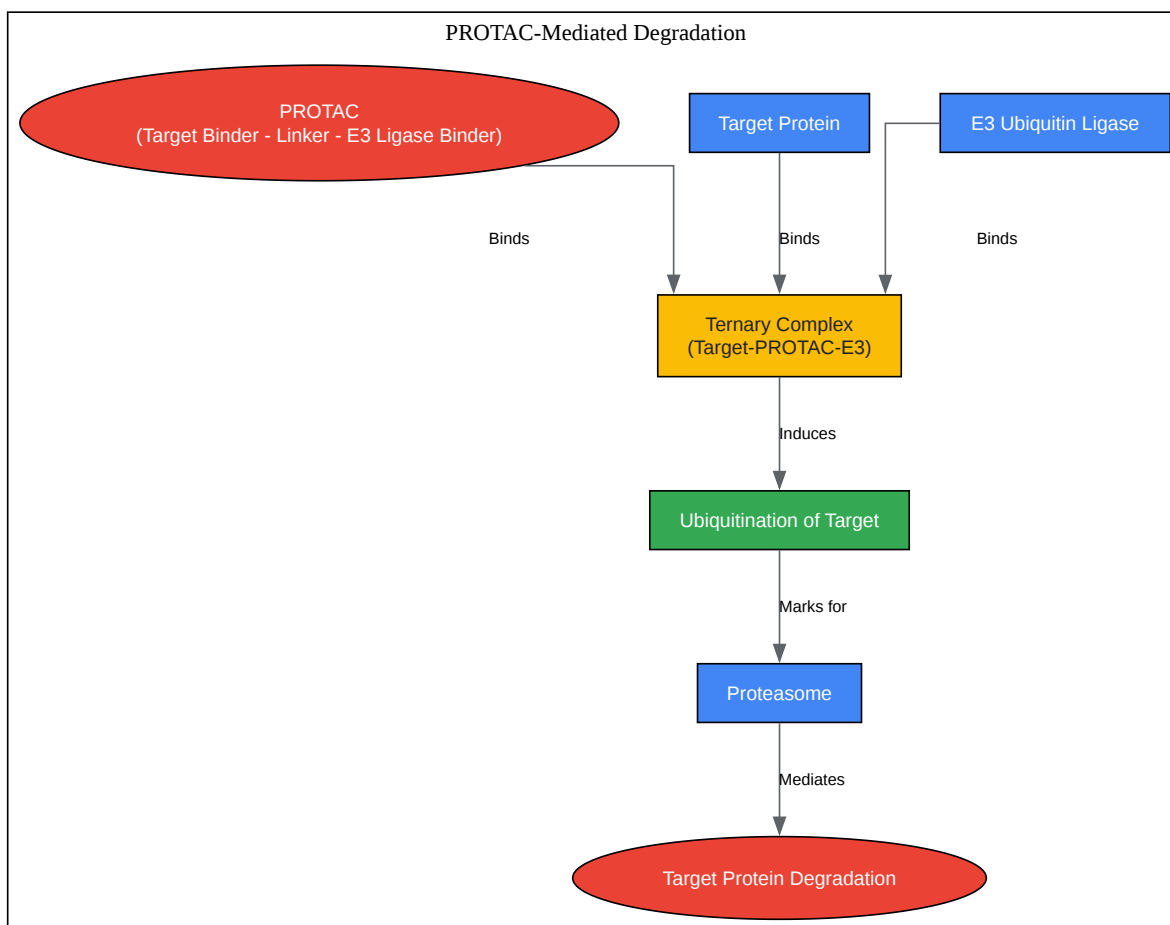 PROTAC-Mediated Degradation
PROTAC
(Target Binder - Linker - E3 Ligase Binder)
Target Protein
E3 Ubiquitin Ligase
Binds
Binds
Binds
Ternary Complex
(Target-PROTAC-E3)
Induces
Ubiquitination of Target
Marks for
Proteasome
Mediates
Target Protein Degradation